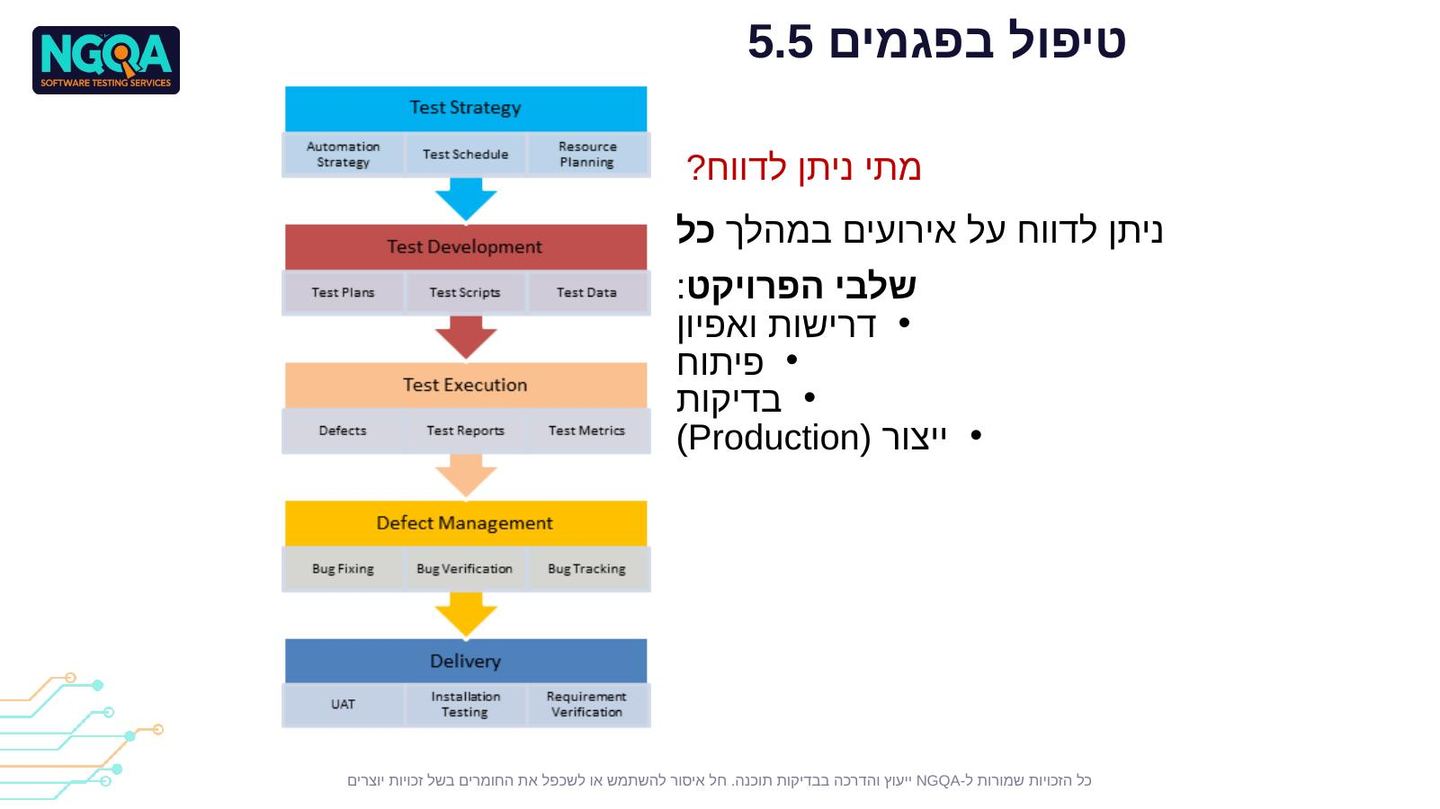 NGQA
SOFTWARE TESTING SERVICES
טיפול בפגמים 5.5
מתי ניתן לדווח?
ניתן לדווח על אירועים במהלך כל
שלבי הפרויקט:
• דרישות ואפיון
• פיתוח
• בדיקות
• ייצור (Production)
Test Strategy
Automation Strategy
Test Schedule
Resource Planning
Test Development
Test Plans
Test Scripts
Test Data
Test Execution
Defects
Test Reports
Test Metrics
Defect Management
Bug Fixing
Bug Verification
Bug Tracking
Delivery
UAT
Installation Testing
Requirement Verification
כל הזכויות שמורות ל-NGQA ייעוץ והדרכה בבדיקות תוכנה. חל איסור להשתמש או לשכפל את החומרים בשל זכויות יוצרים